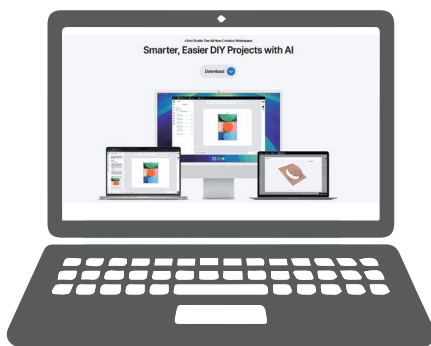 xTool Studio The All-New Creative Workspace
Smarter, Easier DIY Projects with AI
Download